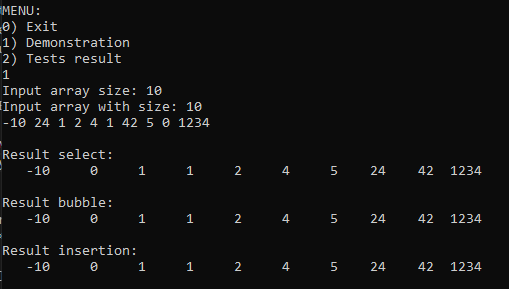 MENU:
0) Exit
1) Demonstration
2) Tests result
1
Input array size: 10
Input array with size: 10
-10 24 1 2 4 1 42 5 0 1234
Result select:
-10 0 1 1 2 4 5 24 42 1234
Result bubble:
-10 0 1 1 2 4 5 24 42 1234
Result insertion:
-10 0 1 1 2 4 5 24 42 1234